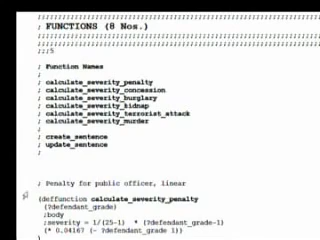 ;;;;;;;;;;;;;;;;;;;;;;;;;;;;;;;;;;;;;;;;;;;;;;;;;;;;;;;;;;;;
; FUNCTIONS (8 Nos.)
;;;;;;;;;;;;;;;;;;;;;;;;;;;;;;;;;;;;;;;;;;;;;;;;;;;;;;;;;;;;
;;;;;;;;;;;;;;;;;;;;;;;;;;;;;;;;;;;;;;;;;;;;;;;;;;;;;;;;;;;;
;;;5
; Function Names
;
; calculate_severity_penalty
; calculate_severity_concession
; calculate_severity_burglary
; calculate_severity_kidnap
; calculate_severity_terrorist_attack
; calculate_severity_murder
;
; create_sentence
; update_sentence
;
; Penalty for public officer, linear
(deffunction calculate_severity_penalty
(?defendant_grade)
;body
;severity = 1/(25-1) * (?defendant_grade-1)
(* 0.04167 (- ?defendant_grade 1))
)